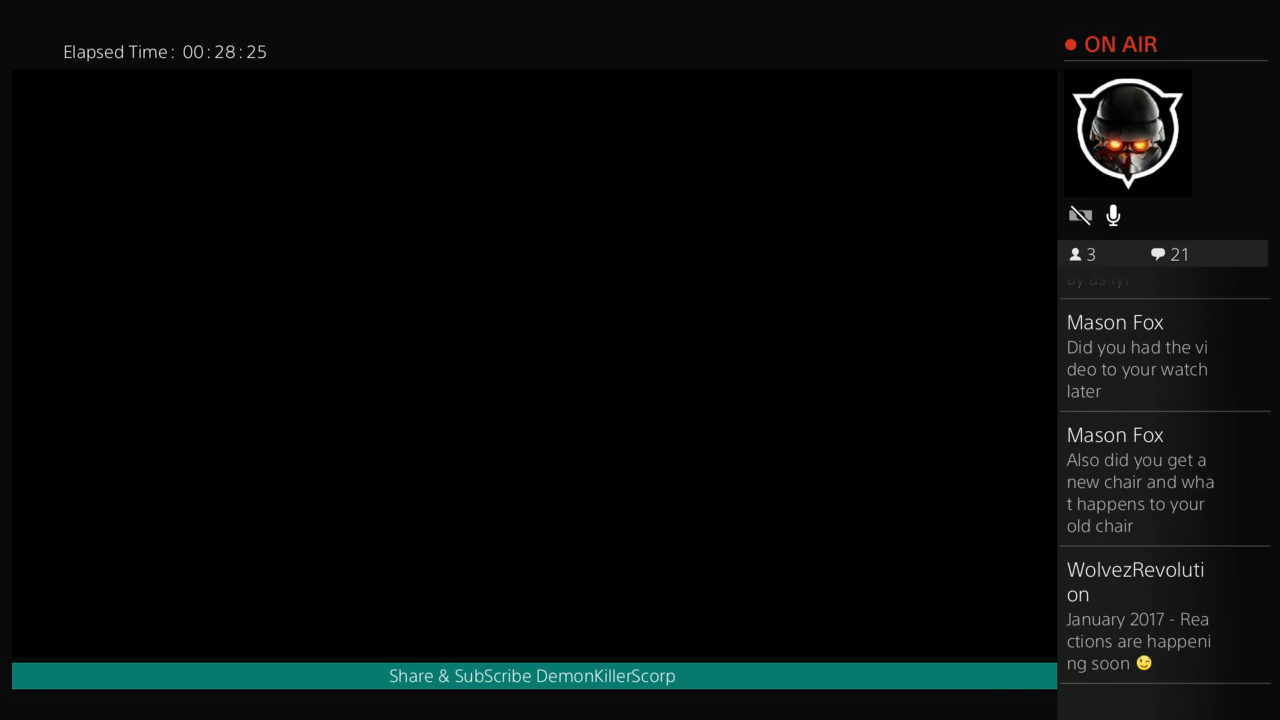 Elapsed Time: 00:28:25
ON AIR
3 21
Mason Fox
Did you had the vi
deo to your watch
later
Mason Fox
Also did you get a
new chair and wha
t happens to your
old chair
WolvezRevoluti
on
January 2017 - Rea
ctions are happeni
ng soon 😉
Share & SubScribe DemonKillerScorp